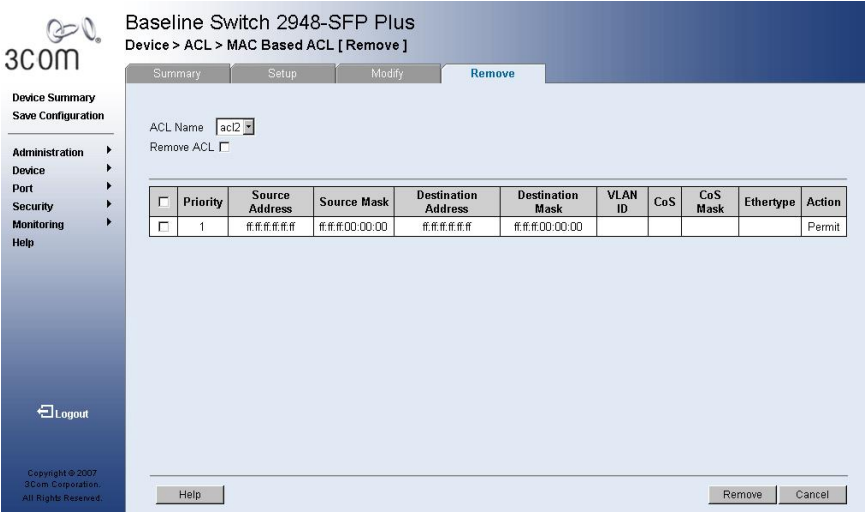 3COM
Baseline Switch 2948-SFP Plus
Device > ACL > MAC Based ACL [ Remove ]
Summary Setup Modify Remove
Device Summary
Save Configuration
Administration
Device
Port
Security
Monitoring
Help
Logout
Copyright © 2007
3Com Corporation.
All Rights Reserved.
ACL Name acl2
Remove ACL
Priority Source Address Source Mask Destination Address Destination Mask VLAN ID CoS CoS Mask Ethertype Action
1 ff:ff:ff:ff:ff:ff ff:ff:ff:00:00:00 ff:ff:ff:ff:ff:ff ff:ff:ff:00:00:00 Permit
Help Remove Cancel